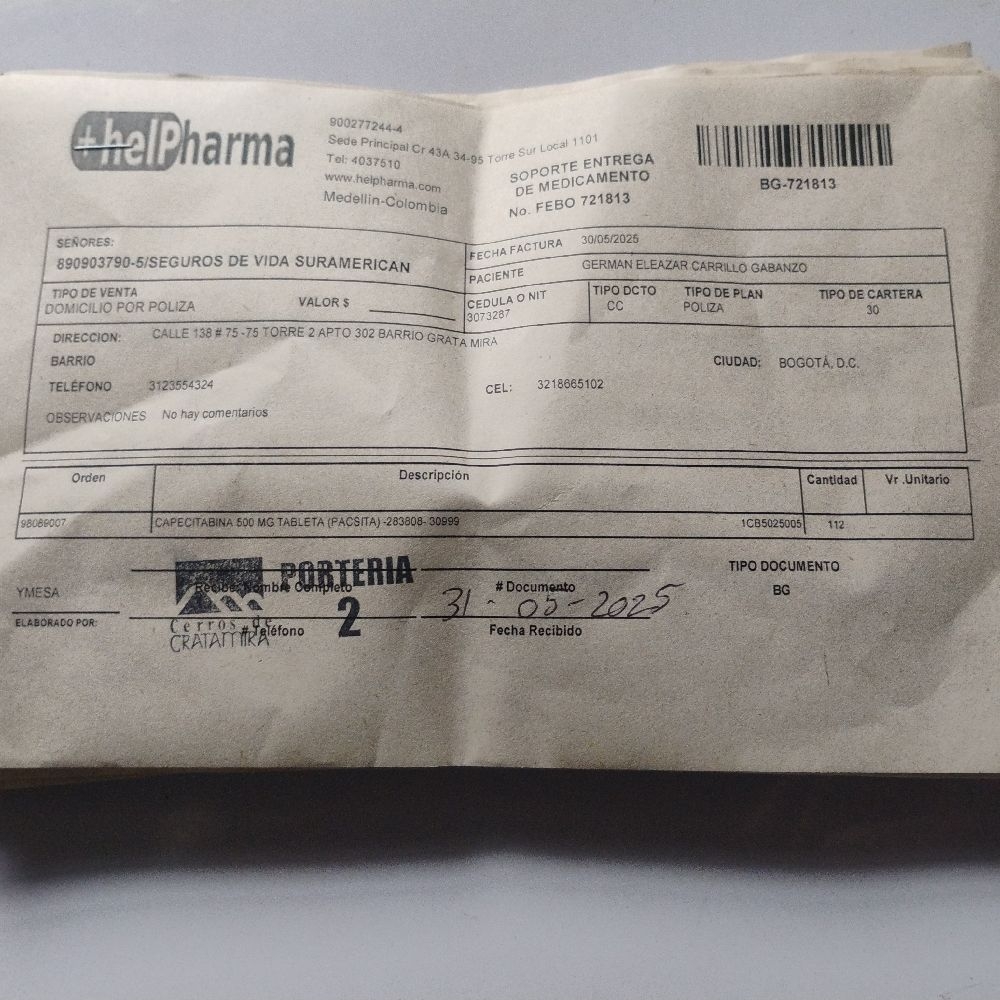 +helPharma
900277244-4
Sede Principal Cr 43A 34-95 Torre Sur Local 1101
Tel: 4037510
www.helpharma.com
Medellin-Colombia
SOPORTE ENTREGA
DE MEDICAMENTO
No. FEBO 721813
BG-721813
SEÑORES:
890903790-5/SEGUROS DE VIDA SURAMERICAN
FECHA FACTURA 30/05/2025
PACIENTE GERMAN ELEAZAR CARRILLO GABANZO
TIPO DE VENTA
DOMICILIO POR POLIZA
VALOR $
CEDULA O NIT
3073287
TIPO DCTO
CC
TIPO DE PLAN
POLIZA
TIPO DE CARTERA
30
DIRECCION: CALLE 138 # 75 -75 TORRE 2 APTO 302 BARRIO GRATA MIRA
BARRIO
CIUDAD: BOGOTÁ, D.C.
TELÉFONO 3123554324
CEL: 3218665102
OBSERVACIONES No hay comentarios
Orden Descripción Cantidad Vr .Unitario
98089007 CAPECITABINA 500 MG TABLETA (PACSITA) -283808- 30999 1CB5025005 112
YMESA
ELABORADO POR:
Recibe: Nombre Completo
PORTERIA
2
Cerros de
GRATAMIRA
# Teléfono
# Documento
31 - 05 - 2025
Fecha Recibido
TIPO DOCUMENTO
BG